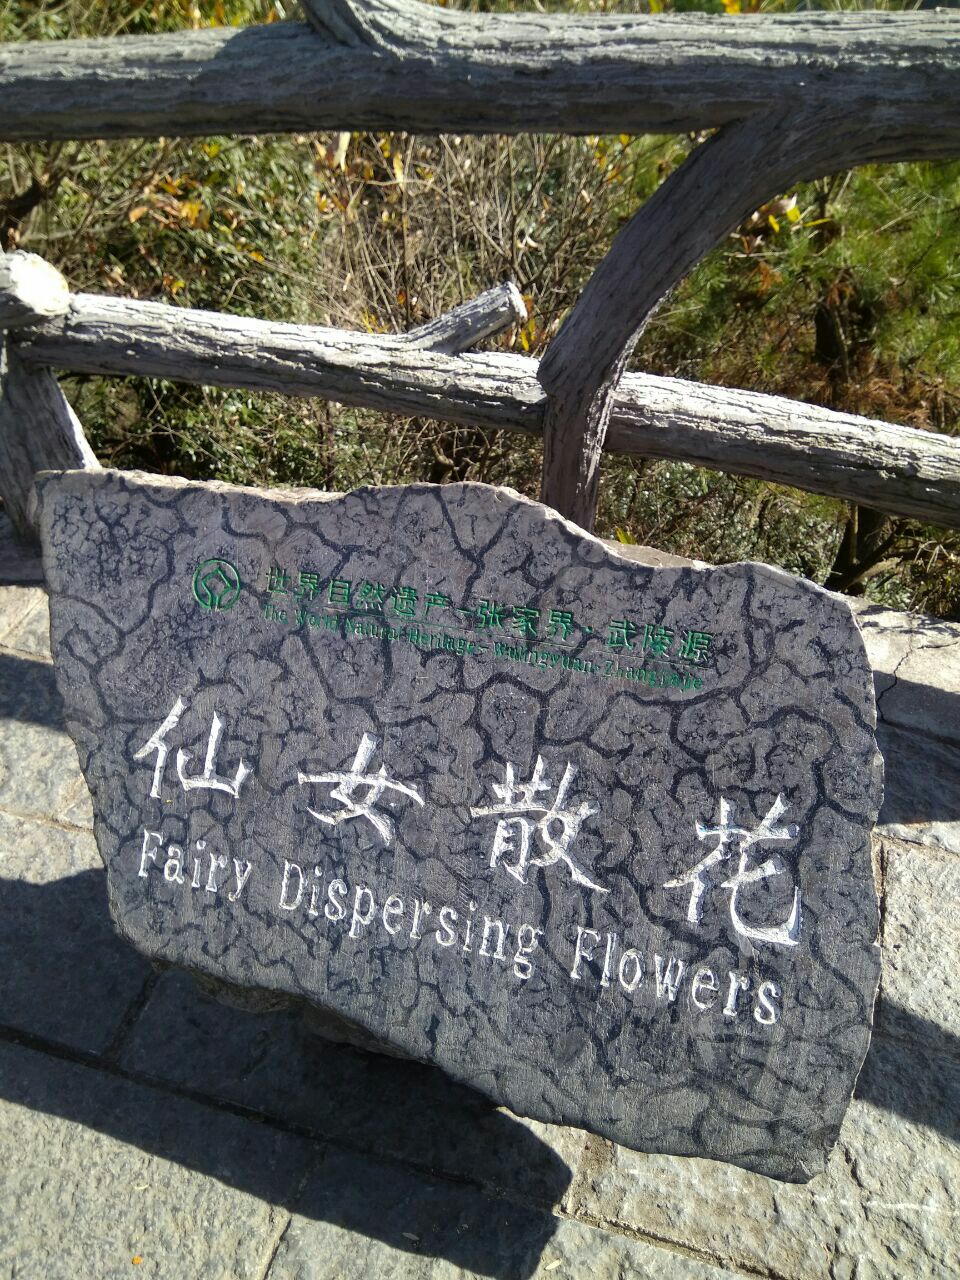 世界自然遗产-张家界·武陵源
The World Natural Heritage - Wulingyuan·Zhangjiajie
仙女散花
Fairy Dispersing Flowers